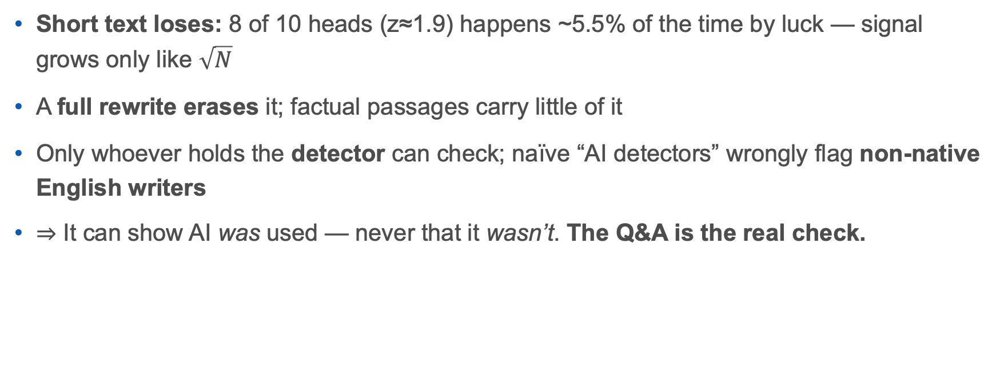 • Short text loses: 8 of 10 heads (z≈1.9) happens ~5.5% of the time by luck — signal
grows only like √N
• A full rewrite erases it; factual passages carry little of it
• Only whoever holds the detector can check; naïve “AI detectors” wrongly flag non-native
English writers
• ⇒ It can show AI was used — never that it wasn’t. The Q&A is the real check.